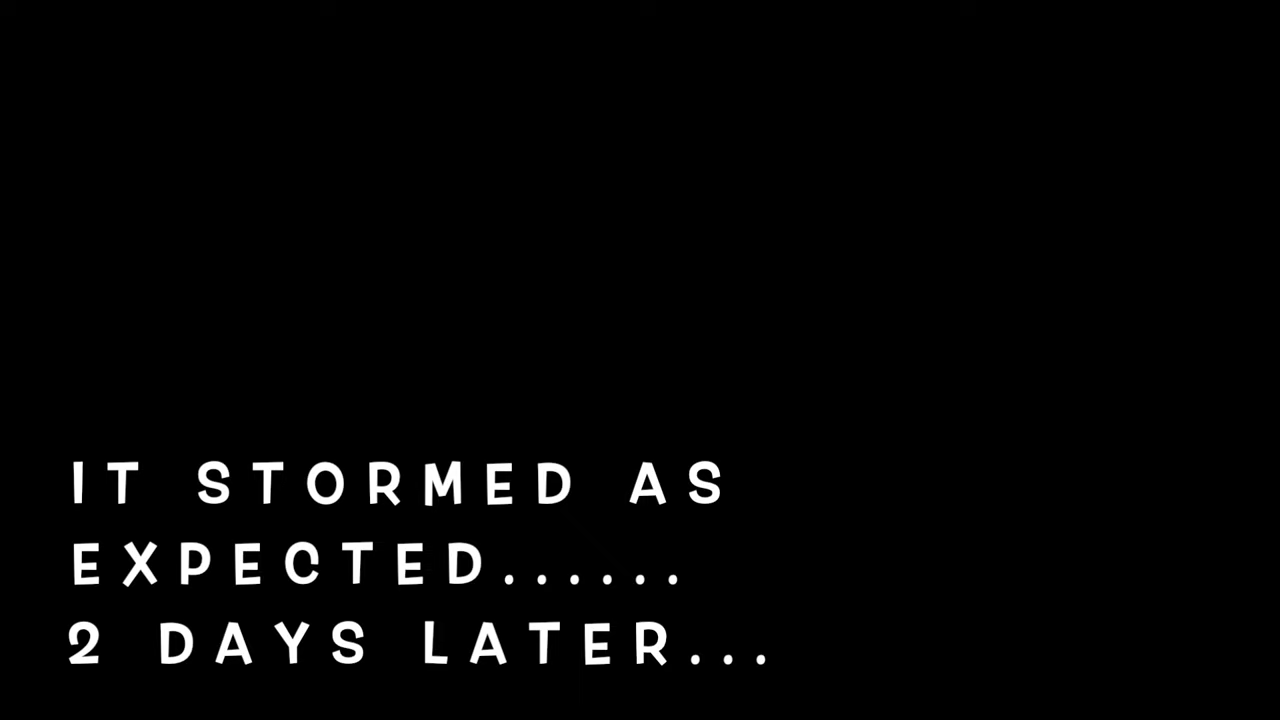 IT STORMED AS
EXPECTED......
2 DAYS LATER...